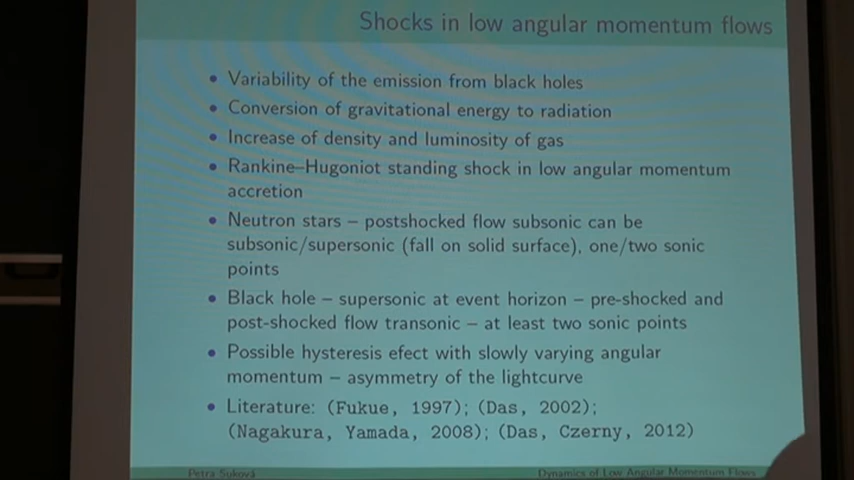 Shocks in low angular momentum flows
• Variability of the emission from black holes
• Conversion of gravitational energy to radiation
• Increase of density and luminosity of gas
• Rankine–Hugoniot standing shock in low angular momentum
accretion
• Neutron stars – postshocked flow subsonic can be
subsonic/supersonic (fall on solid surface), one/two sonic
points
• Black hole – supersonic at event horizon – pre-shocked and
post-shocked flow transonic – at least two sonic points
• Possible hysteresis efect with slowly varying angular
momentum – asymmetry of the lightcurve
• Literature: (Fukue, 1997); (Das, 2002);
(Nagakura, Yamada, 2008); (Das, Czerny, 2012)
Petra Suková Dynamics of Low Angular Momentum Flows